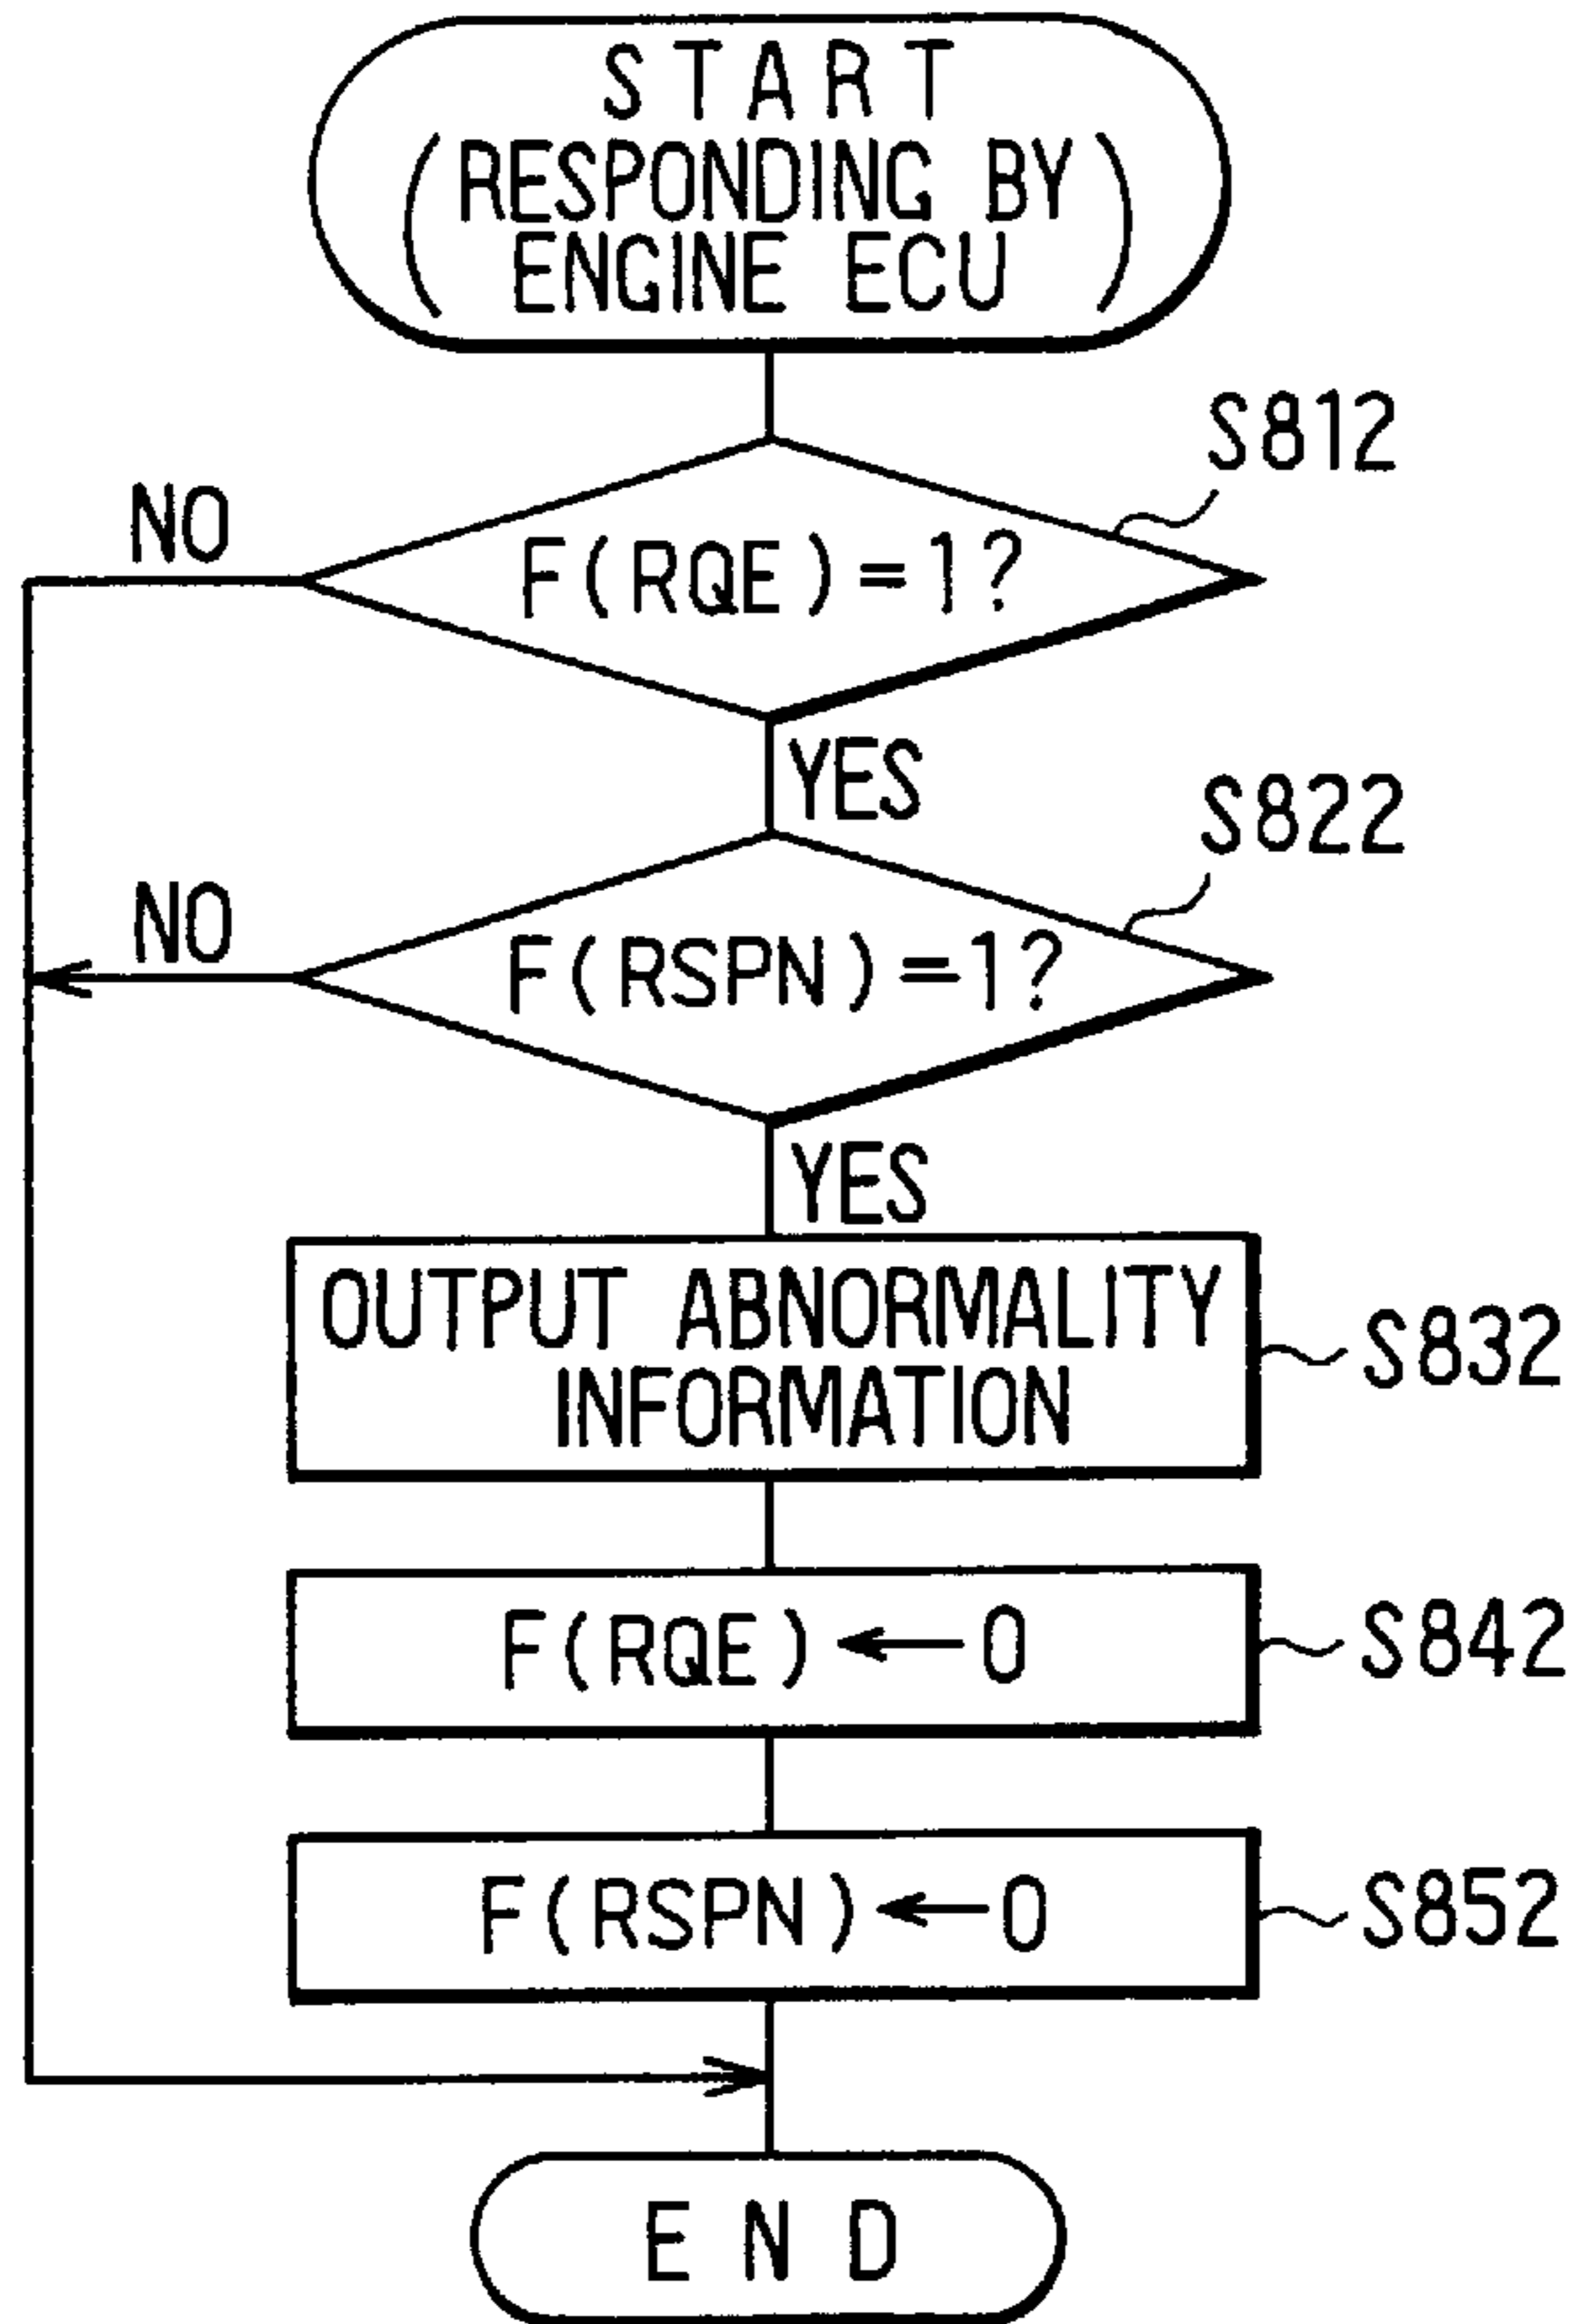 START
(RESPONDING BY
ENGINE ECU)
S812
NO
F(RQE)=1?
YES
S822
NO
F(RSPN)=1?
YES
OUTPUT ABNORMALITY
INFORMATION
S832
F(RQE)←0
S842
F(RSPN)←0
S852
END